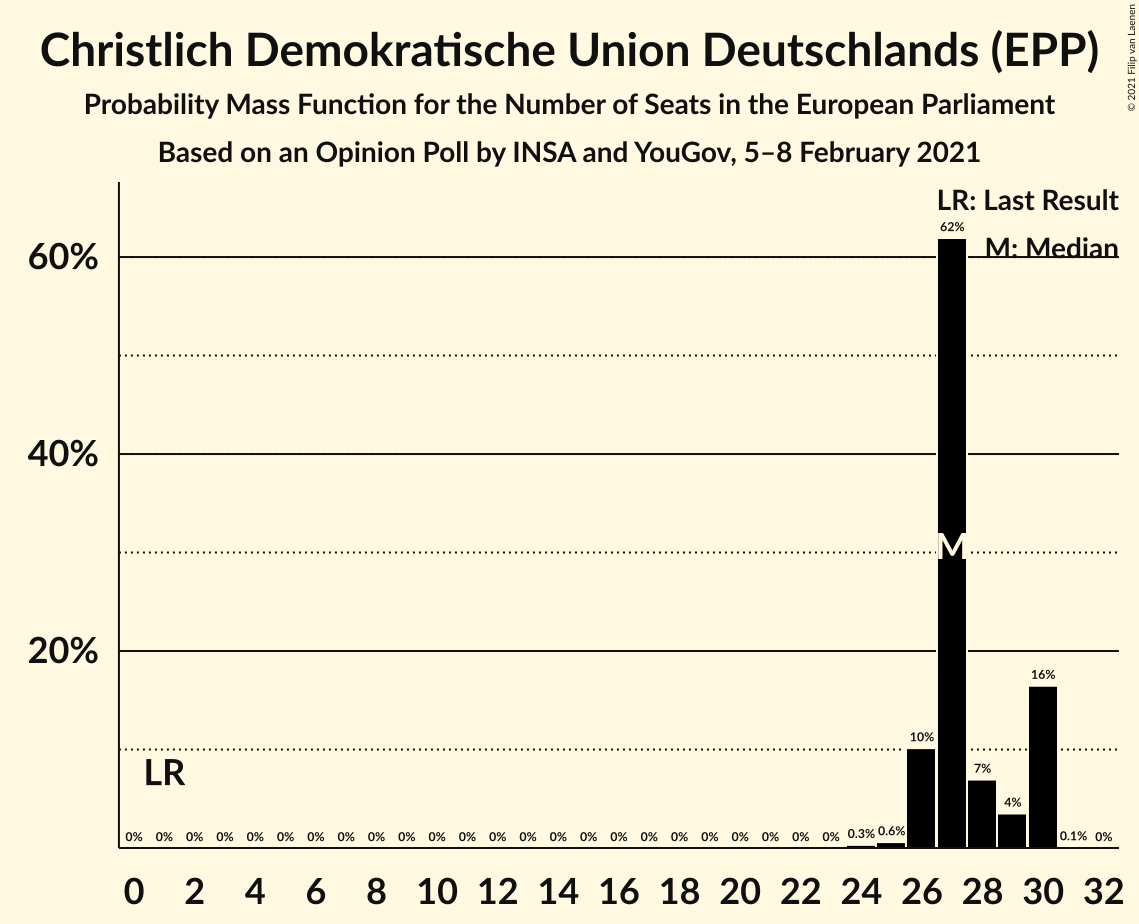 Christlich Demokratische Union Deutschlands (EPP)
Probability Mass Function for the Number of Seats in the European Parliament
Based on an Opinion Poll by INSA and YouGov, 5–8 February 2021
© 2021 Filip van Laenen
LR: Last Result
M: Median
62%
60%
40%
M
20%
16%
10%
7%
LR
4%
0% 0% 0% 0% 0% 0% 0% 0% 0% 0% 0% 0% 0% 0% 0% 0% 0% 0% 0% 0% 0% 0% 0% 0% 0.3% 0.6% 0.1% 0%
0 2 4 6 8 10 12 14 16 18 20 22 24 26 28 30 32